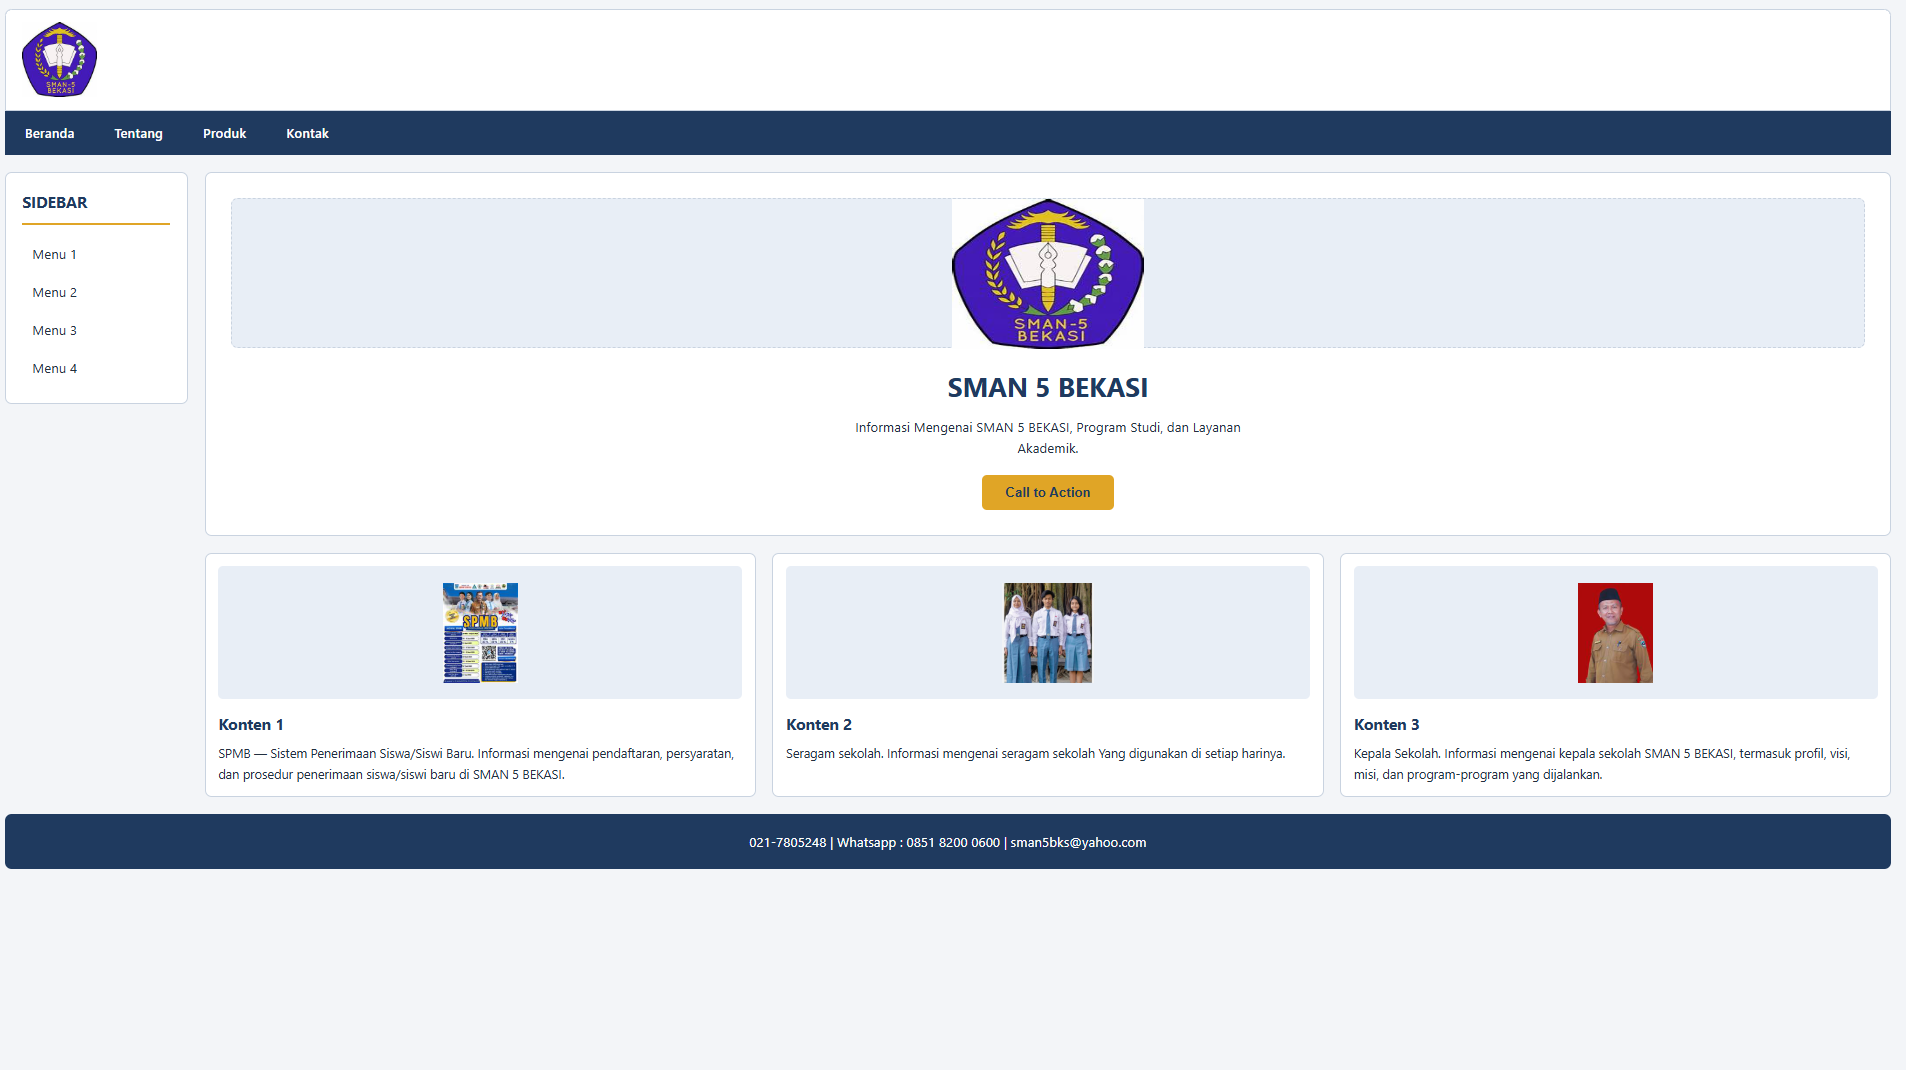 SMAN-5
BEKASI
Beranda
Tentang
Produk
Kontak
SIDEBAR
Menu 1
Menu 2
Menu 3
Menu 4
SMAN-5
BEKASI
SMAN 5 BEKASI
Informasi Mengenai SMAN 5 BEKASI, Program Studi, dan Layanan
Akademik.
Call to Action
SPMB
Konten 1
SPMB — Sistem Penerimaan Siswa/Siswi Baru. Informasi mengenai pendaftaran, persyaratan,
dan prosedur penerimaan siswa/siswi baru di SMAN 5 BEKASI.
Konten 2
Seragam sekolah. Informasi mengenai seragam sekolah Yang digunakan di setiap harinya.
Konten 3
Kepala Sekolah. Informasi mengenai kepala sekolah SMAN 5 BEKASI, termasuk profil, visi,
misi, dan program-program yang dijalankan.
021-7805248 | Whatsapp : 0851 8200 0600 | sman5bks@yahoo.com